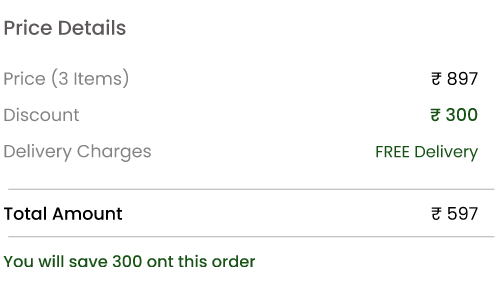 Price Details
Price (3 Items) ₹ 897
Discount ₹ 300
Delivery Charges FREE Delivery
Total Amount ₹ 597
You will save 300 ont this order